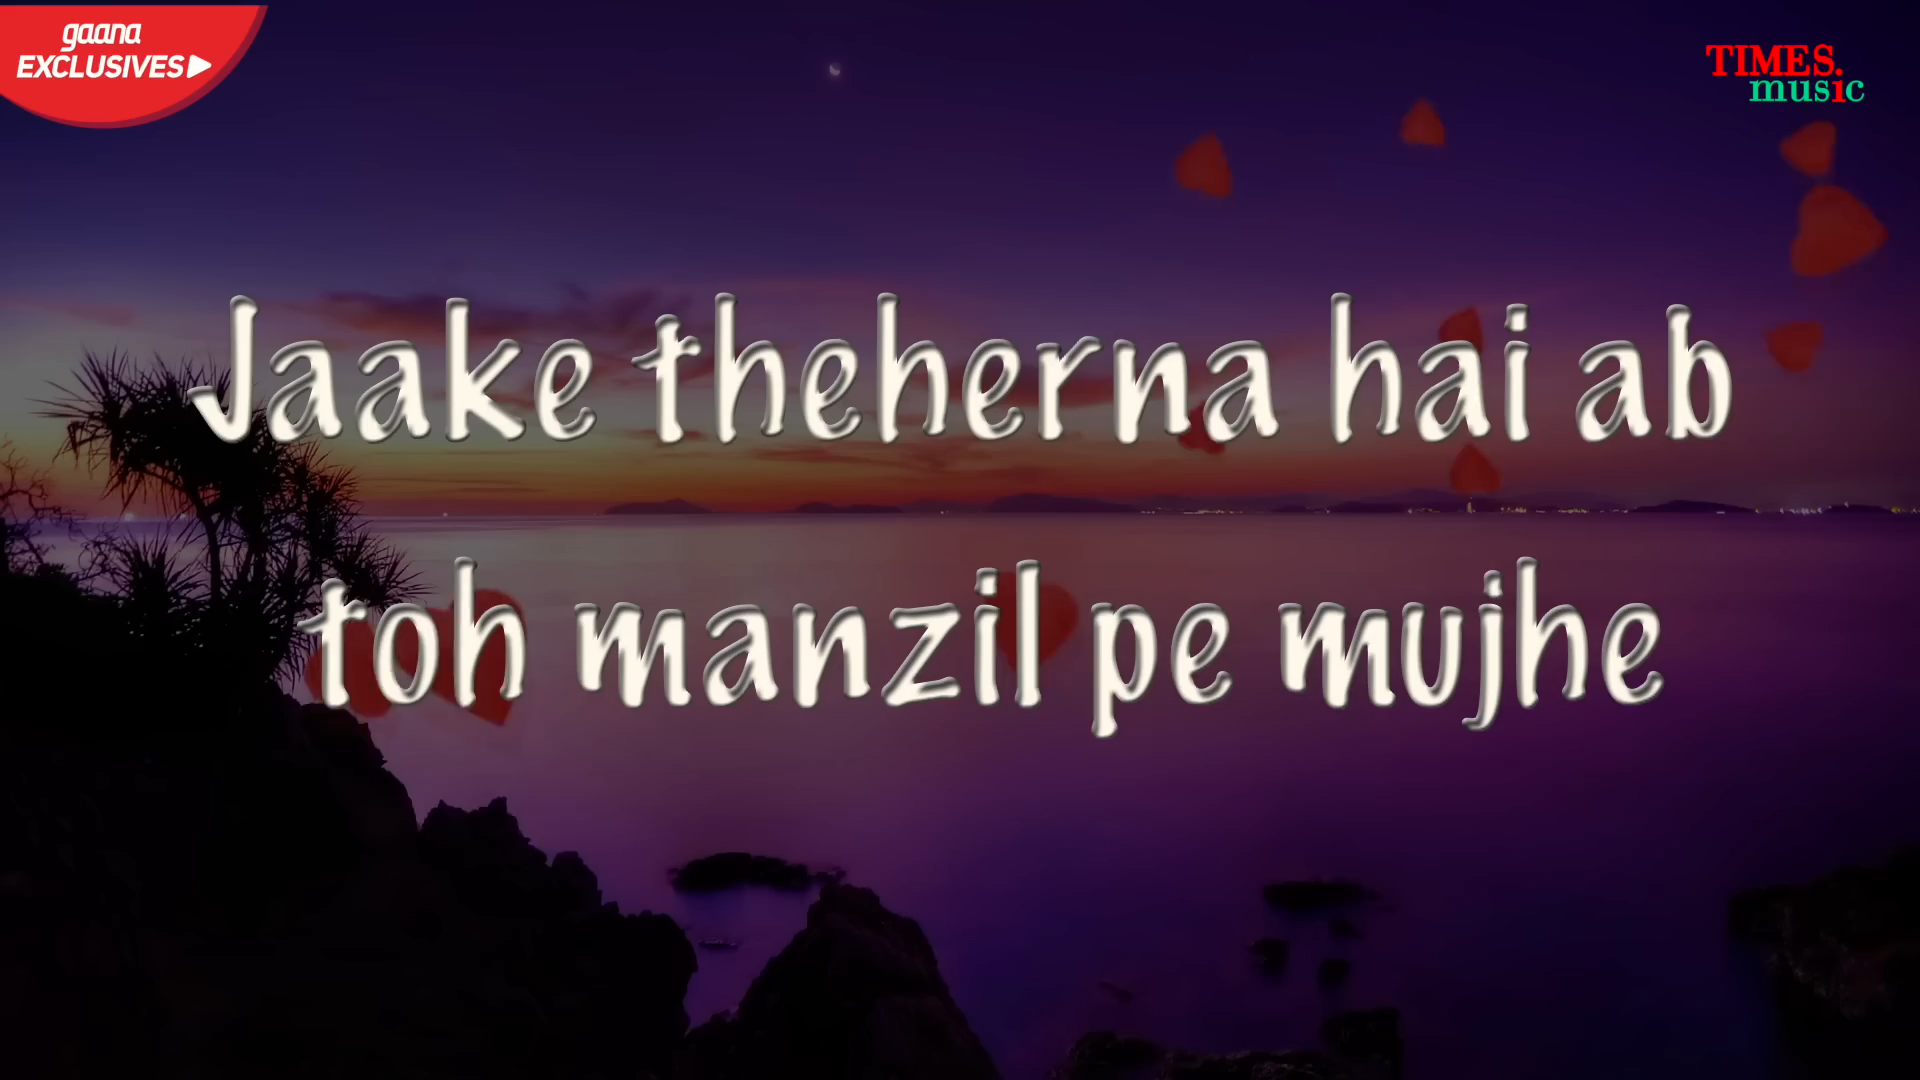 gaana
EXCLUSIVES
TIMES.
music
Jaake theherna hai ab
toh manzil pe mujhe